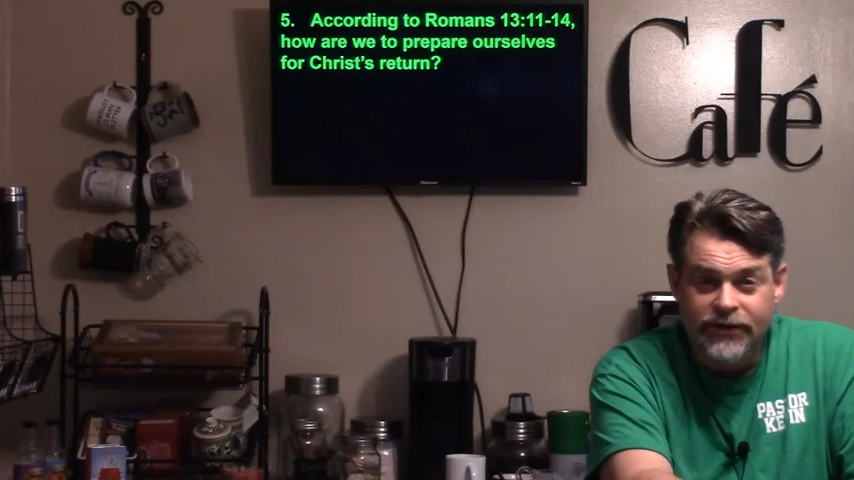 5. According to Romans 13:11-14,
how are we to prepare ourselves
for Christ's return?
Café
PASTOR
KEVIN